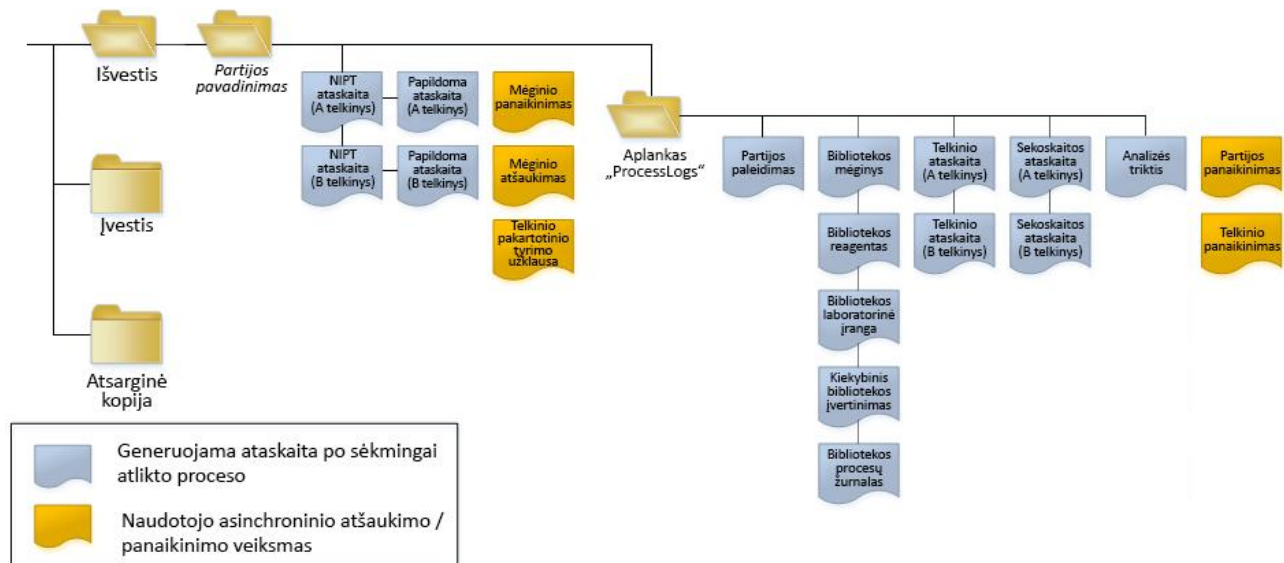 Išvestis
Partijos
pavadinimas
NIPT
ataskaita
(A telkinys)
Papildoma
ataskaita
(A telkinys)
Mėginio
panaikinimas
NIPT
ataskaita
(B telkinys)
Papildoma
ataskaita
(B telkinys)
Mėginio
atšaukimas
Telkinio
pakartotinio
tyrimo
užklausa
Aplankas
„ProcessLogs“
Partijos
paleidimas
Bibliotekos
mėginys
Telkinio
ataskaita
(A telkinys)
Sekoskaitos
ataskaita
(A telkinys)
Analizės
triktis
Partijos
panaikinimas
Bibliotekos
reagentas
Telkinio
ataskaita
(B telkinys)
Sekoskaitos
ataskaita
(B telkinys)
Telkinio
panaikinimas
Bibliotekos
laboratorinė
įranga
Kiekybinis
bibliotekos
įvertinimas
Bibliotekos
procesų
žurnalas
Įvestis
Atsarginė
kopija
Generuojama ataskaita po sėkmingai
atlikto proceso
Naudotojo asinchroninio atšaukimo /
panaikinimo veiksmas